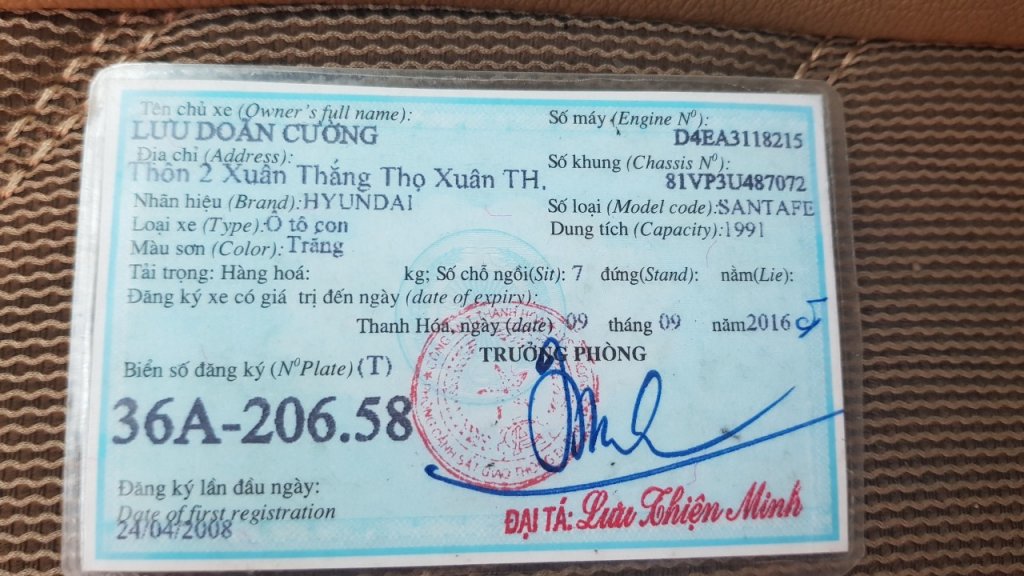 Tên chủ xe (Owner's full name):
LƯU DOÃN CƯỜNG
Địa chỉ (Address):
Thôn 2 Xuân Thắng Thọ Xuân TH.
Nhãn hiệu (Brand): HYUNDAI
Loại xe (Type): Ô tô con
Màu sơn (Color): Trắng
Số máy (Engine Nº):
D4EA3118215
Số khung (Chassis Nº):
81VP3U487072
Số loại (Model code): SANTAFE
Dung tích (Capacity): 1991
Tải trọng: Hàng hoá: kg; Số chỗ ngồi(Sit): 7 đứng(Stand): nằm(Lie):
Đăng ký xe có giá trị đến ngày (date of expiry):
Thanh Hóa, ngày (date) 09 tháng 09 năm 2016
TRƯỞNG PHÒNG
Biển số đăng ký (NºPlate) (T)
36A-206.58
Đăng ký lần đầu ngày:
Date of first registration
24/04/2008
ĐẠI TÁ: Lưu Thiện Minh